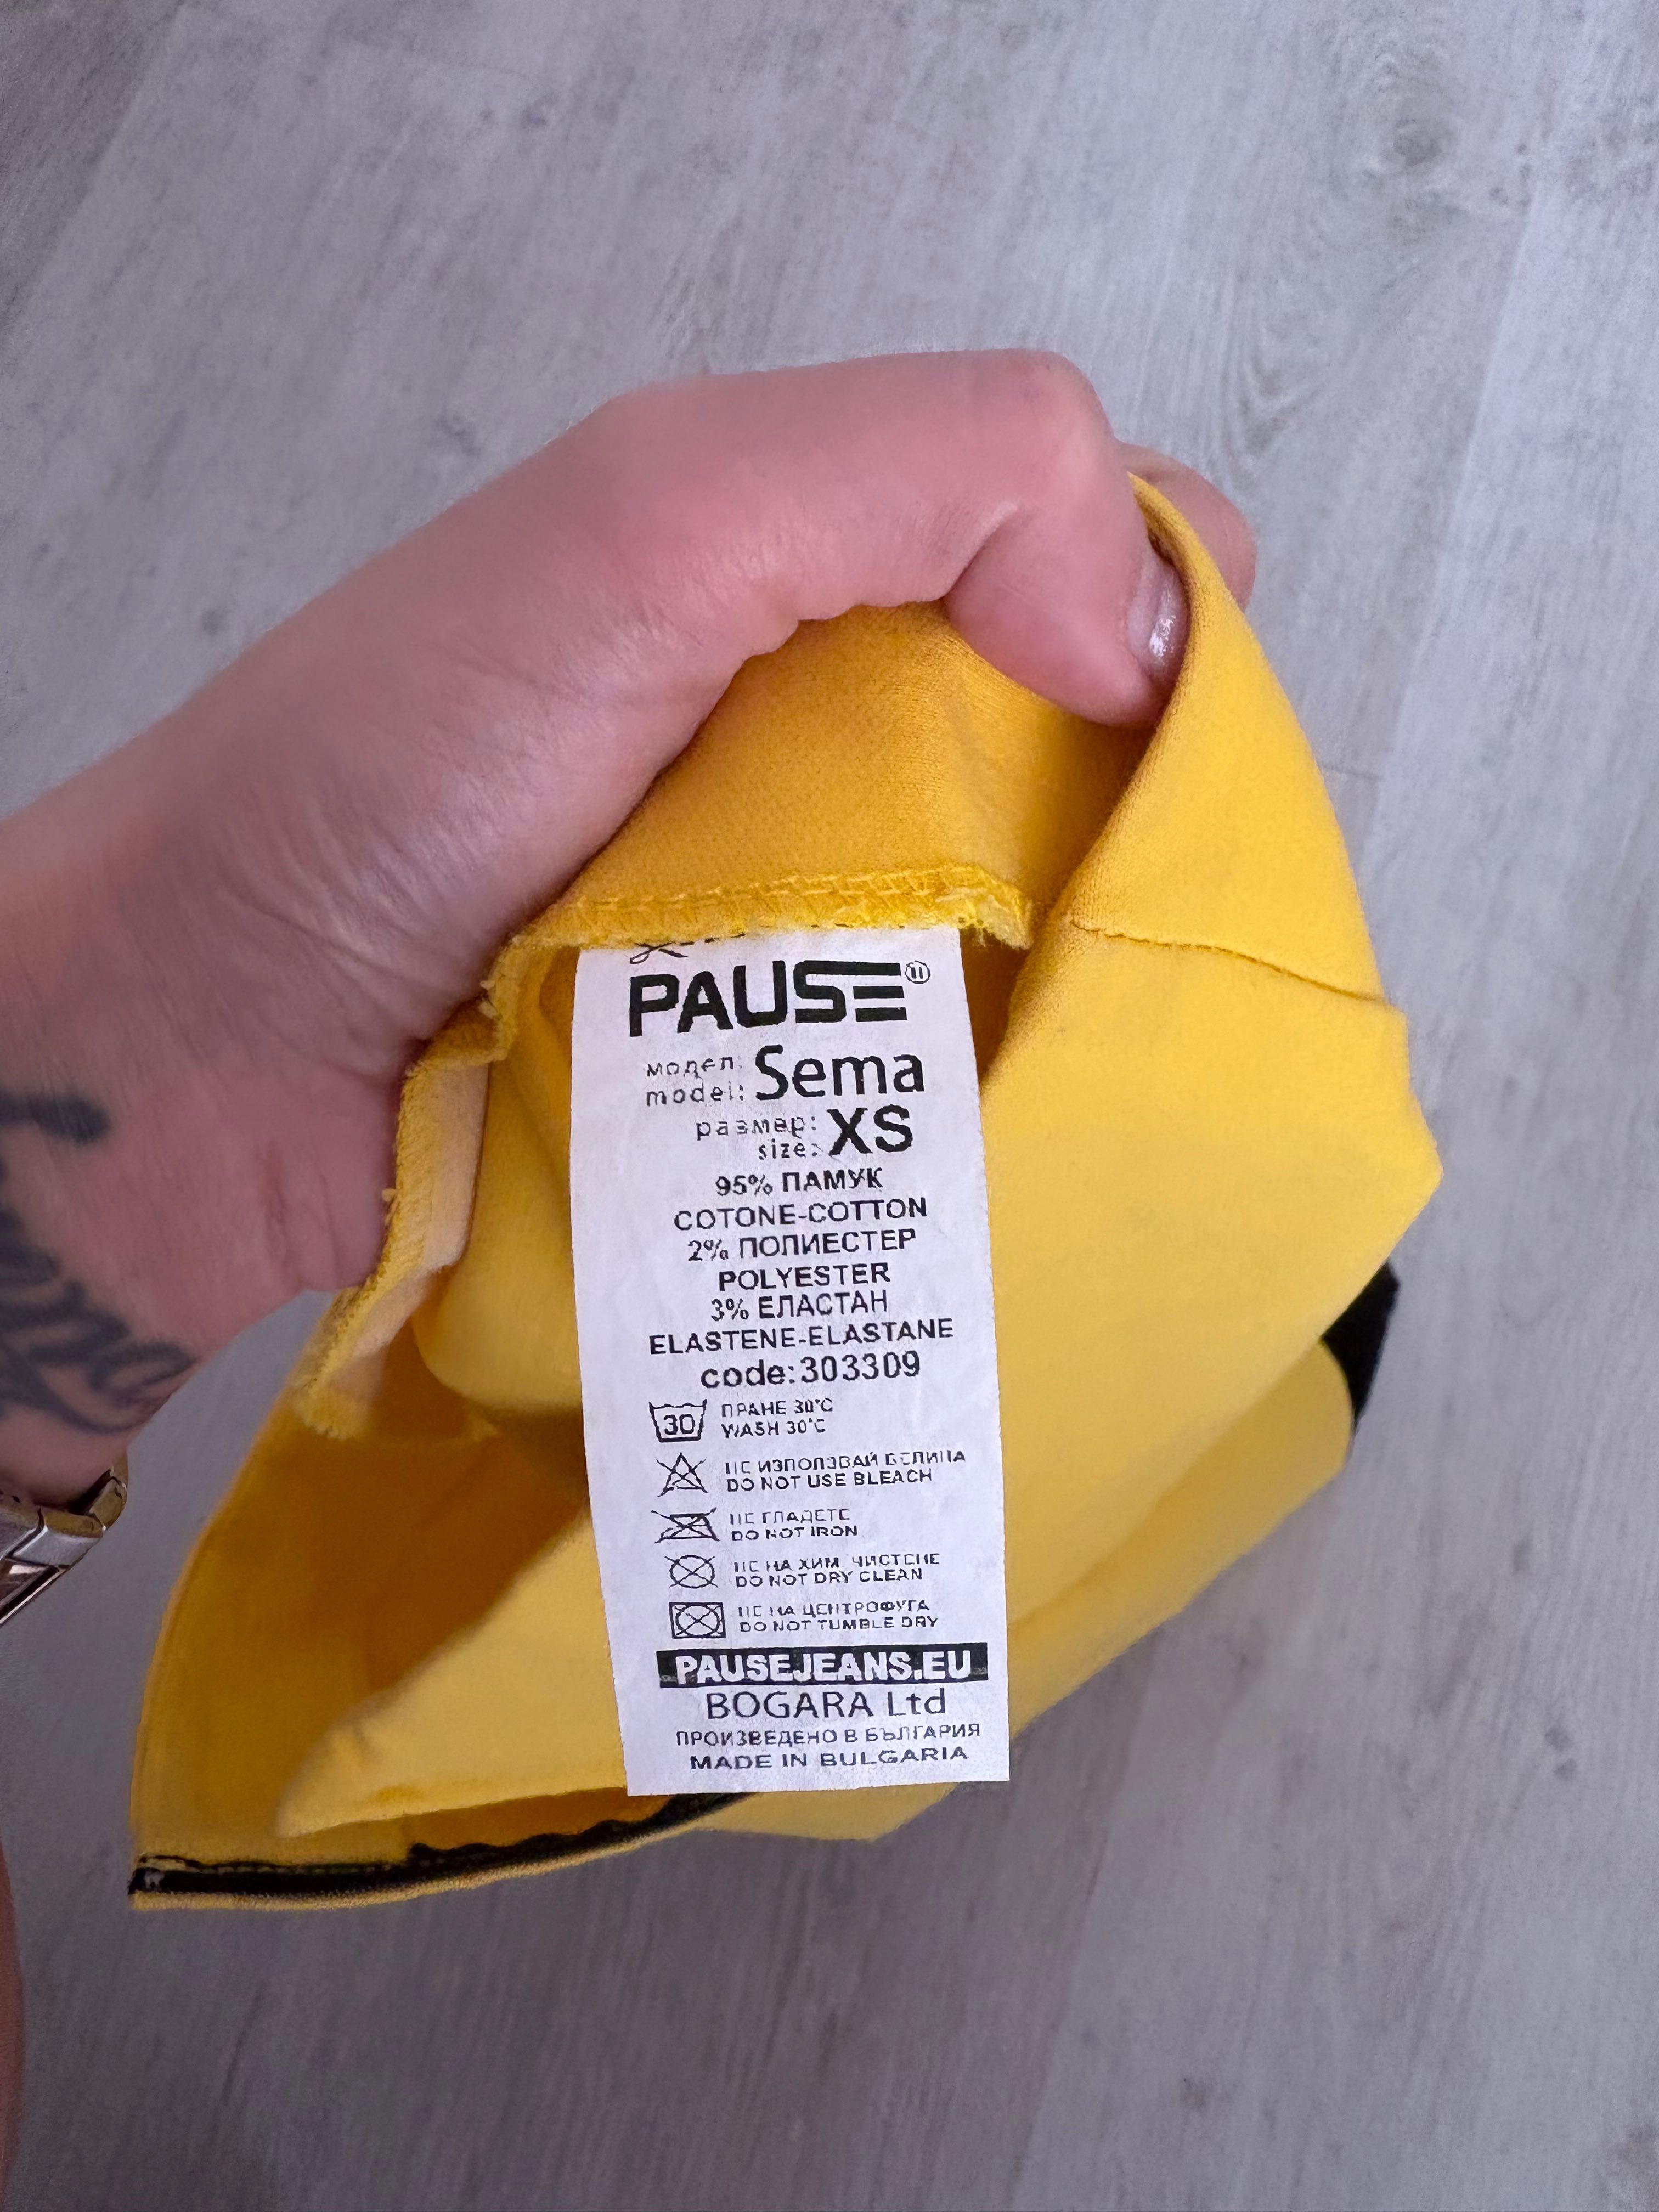 PAUSE
модел: Sema
model:
размер: XS
size:
95% ПАМУК
COTONE-COTTON
2% ПОЛИЕСТЕР
POLYESTER
3% ЕЛАСТАН
ELASTENE-ELASTANE
code:303309
30 ПРАНЕ 30°C
WASH 30°C
НЕ ИЗПОЛЗВАЙ БЕЛИНА
DO NOT USE BLEACH
НЕ ГЛАДЕТЕ
DO NOT IRON
НЕ НА ХИМ. ЧИСТЕНЕ
DO NOT DRY CLEAN
НЕ НА ЦЕНТРОФУГА
DO NOT TUMBLE DRY
PAUSEJEANS.EU
BOGARA Ltd
ПРОИЗВЕДЕНО В БЪЛГАРИЯ
MADE IN BULGARIA